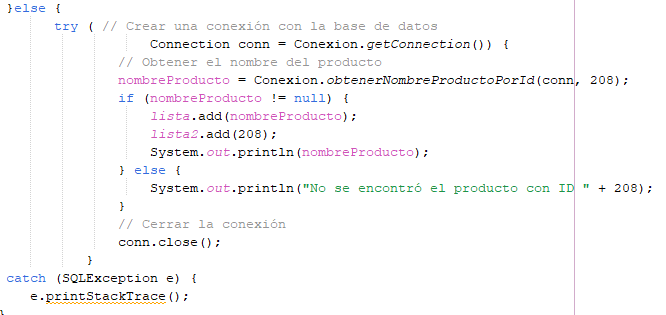 }else {
try ( // Crear una conexión con la base de datos
Connection conn = Conexion.getConnection()) {
// Obtener el nombre del producto
nombreProducto = Conexion.obtenerNombreProductoPorId(conn, 208);
if (nombreProducto != null) {
lista.add(nombreProducto);
lista2.add(208);
System.out.println(nombreProducto);
} else {
System.out.println("No se encontró el producto con ID " + 208);
}
// Cerrar la conexión
conn.close();
}
catch (SQLException e) {
e.printStackTrace();
}